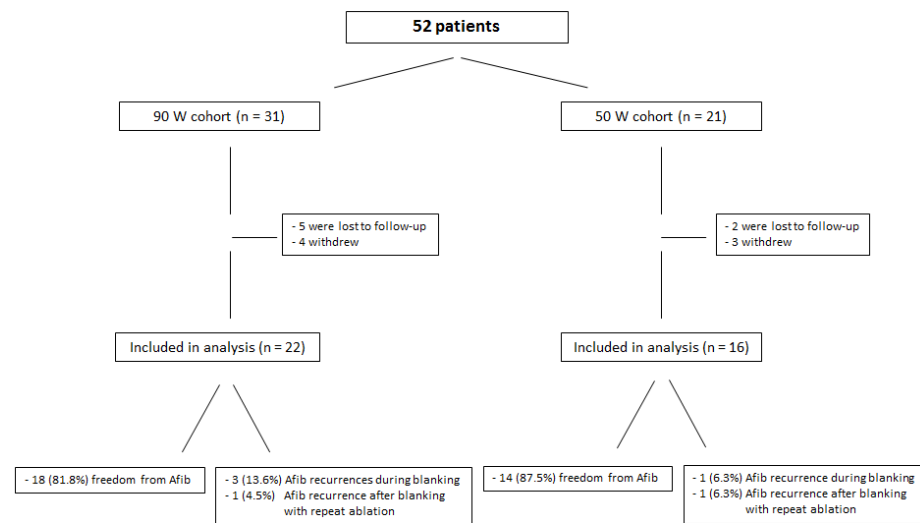 52 patients
90 W cohort (n = 31)
50 W cohort (n = 21)
- 5 were lost to follow-up
- 4 withdrew
- 2 were lost to follow-up
- 3 withdrew
Included in analysis (n = 22)
Included in analysis (n = 16)
- 18 (81.8%) freedom from Afib
- 3 (13.6%) Afib recurrences during blanking
- 1 (4.5%) Afib recurrence after blanking
with repeat ablation
- 14 (87.5%) freedom from Afib
- 1 (6.3%) Afib recurrence during blanking
- 1 (6.3%) Afib recurrence after blanking
with repeat ablation